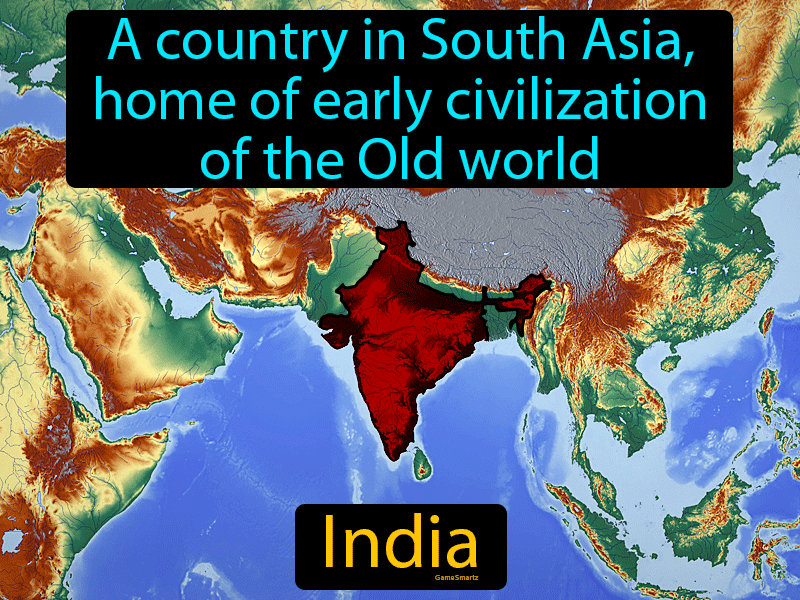 A country in South Asia,
home of early civilization
of the Old world
India
GameSmartz